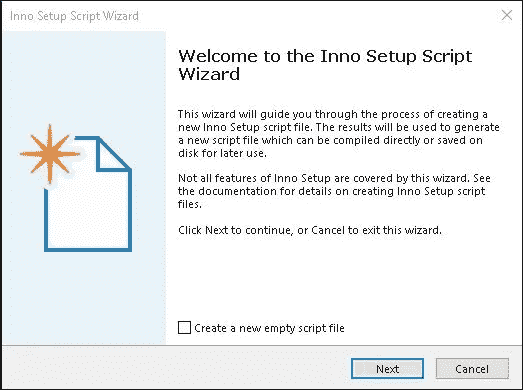 Inno Setup Script Wizard
Welcome to the Inno Setup Script
Wizard
This wizard will guide you through the process of creating a
new Inno Setup script file. The results will be used to generate
a new script file which can be compiled directly or saved on
disk for later use.
Not all features of Inno Setup are covered by this wizard. See
the documentation for details on creating Inno Setup script
files.
Click Next to continue, or Cancel to exit this wizard.
Create a new empty script file
Next
Cancel